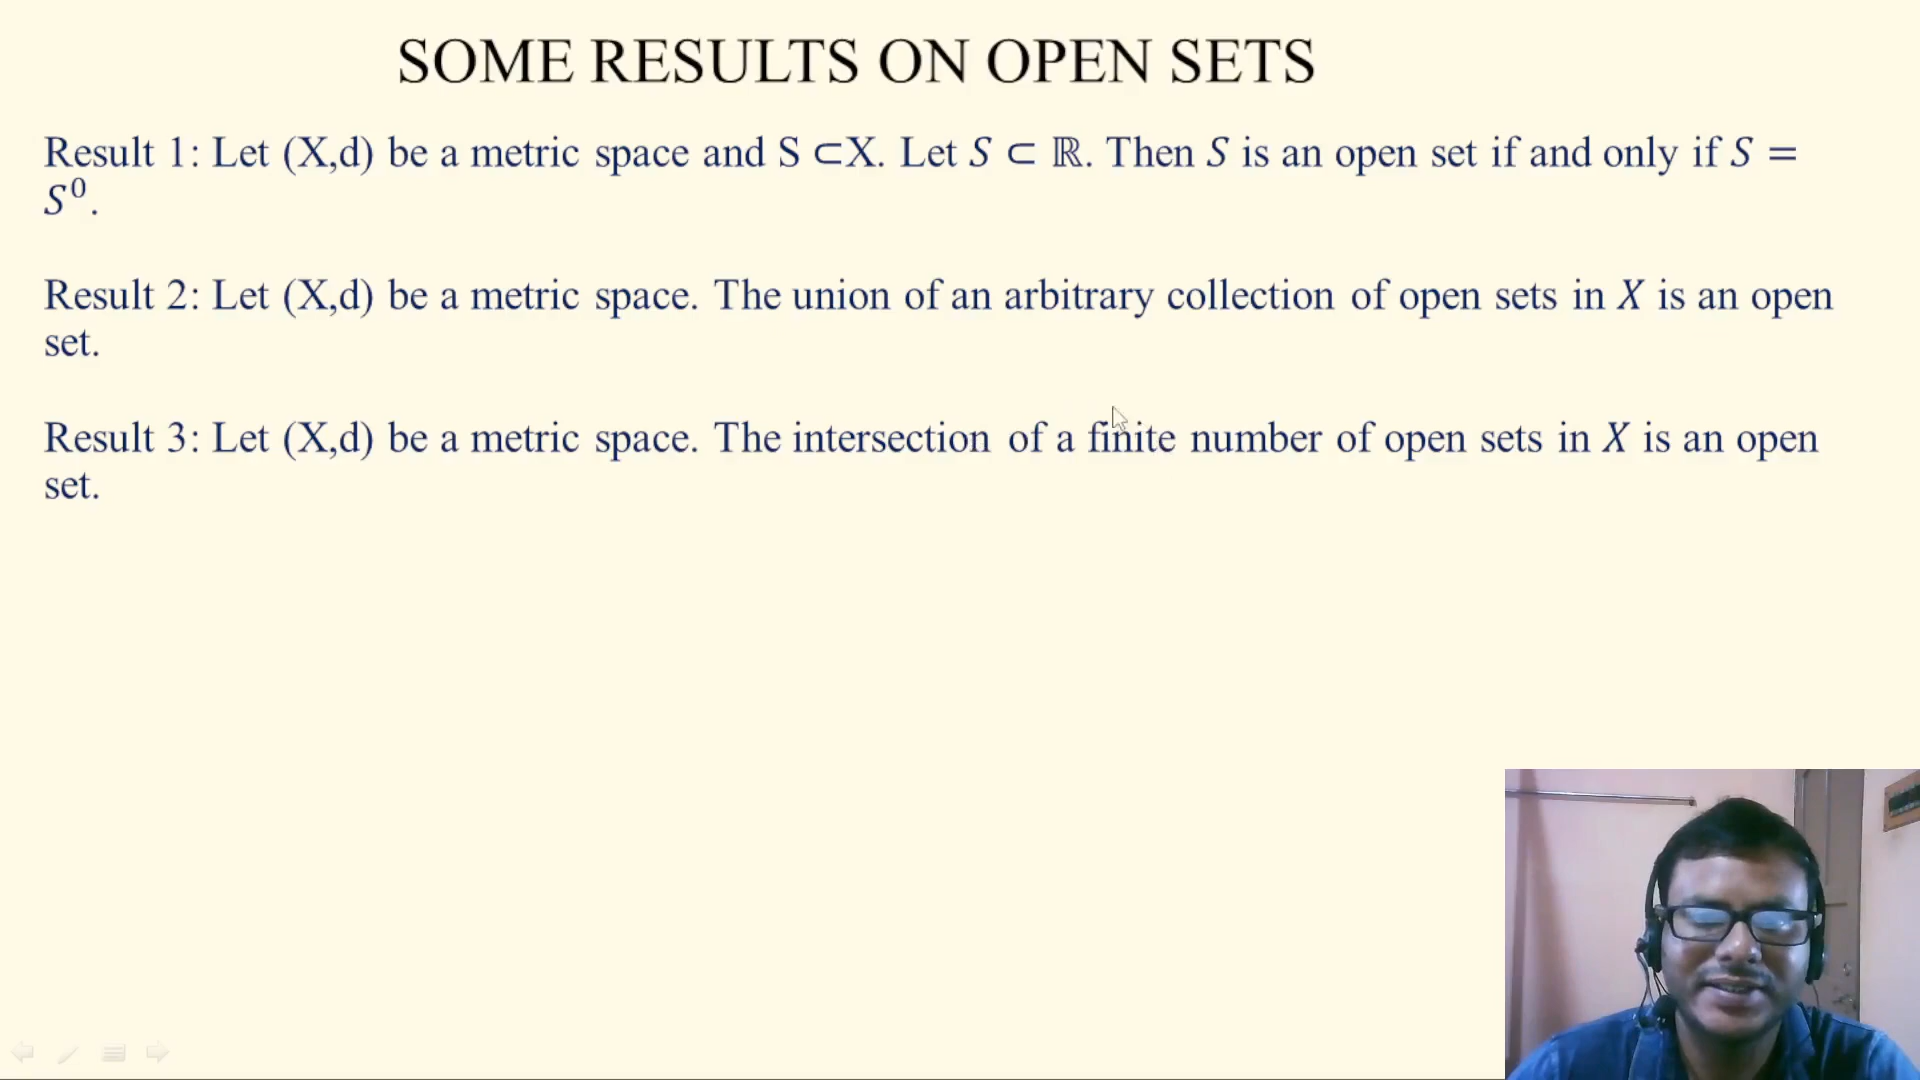 SOME RESULTS ON OPEN SETS
Result 1: Let (X,d) be a metric space and S ⊂X. Let S ⊂ ℝ. Then S is an open set if and only if S =
S⁰.
Result 2: Let (X,d) be a metric space. The union of an arbitrary collection of open sets in X is an open
set.
Result 3: Let (X,d) be a metric space. The intersection of a finite number of open sets in X is an open
set.